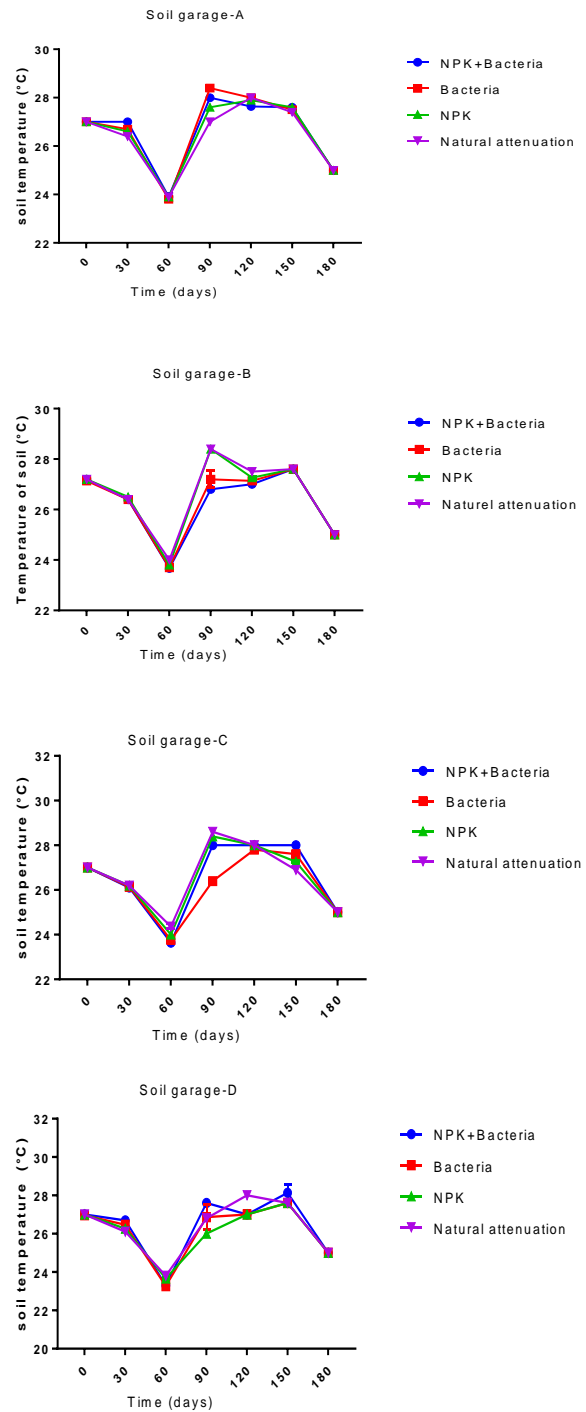 Soil garage-A
soil temperature (°C)
30
28
26
24
22
0
30
60
90
120
150
180
Time (days)
NPK+Bacteria
Bacteria
NPK
Natural attenuation
Soil garage-B
Temperature of soil (°C)
30
28
26
24
22
0
30
60
90
120
150
180
Time (days)
NPK+Bacteria
Bacteria
NPK
Naturel attenuation
Soil garage-C
soil temperature (°C)
32
30
28
26
24
22
0
30
60
90
120
150
180
Time (days)
NPK+Bacteria
Bacteria
NPK
Natural attenuation
Soil garage-D
soil temperature (°C)
32
30
28
26
24
22
20
0
30
60
90
120
150
180
Time (days)
NPK+Bacteria
Bacteria
NPK
Natural attenuation